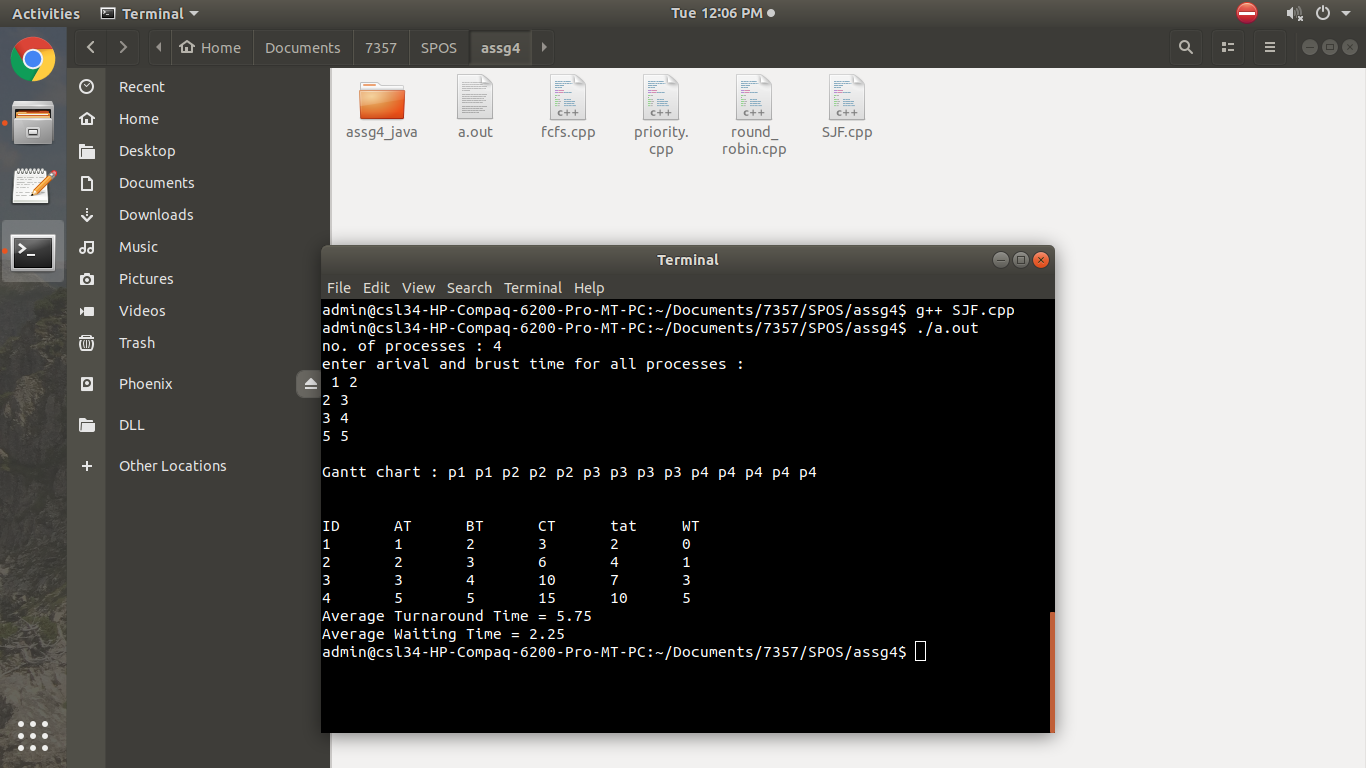 Activities Terminal Tue 12:06 PM
Home Documents 7357 SPOS assg4
Recent
Home
Desktop
Documents
Downloads
Music
Pictures
Videos
Trash
Phoenix
DLL
Other Locations
assg4_java a.out fcfs.cpp priority. round_ SJF.cpp
cpp robin.cpp
Terminal
File Edit View Search Terminal Help
admin@csl34-HP-Compaq-6200-Pro-MT-PC:~/Documents/7357/SPOS/assg4$ g++ SJF.cpp
admin@csl34-HP-Compaq-6200-Pro-MT-PC:~/Documents/7357/SPOS/assg4$ ./a.out
no. of processes : 4
enter arival and brust time for all processes :
1 2
2 3
3 4
5 5
Gantt chart : p1 p1 p2 p2 p2 p3 p3 p3 p3 p4 p4 p4 p4 p4
ID AT BT CT tat WT
1 1 2 3 2 0
2 2 3 6 4 1
3 3 4 10 7 3
4 5 5 15 10 5
Average Turnaround Time = 5.75
Average Waiting Time = 2.25
admin@csl34-HP-Compaq-6200-Pro-MT-PC:~/Documents/7357/SPOS/assg4$